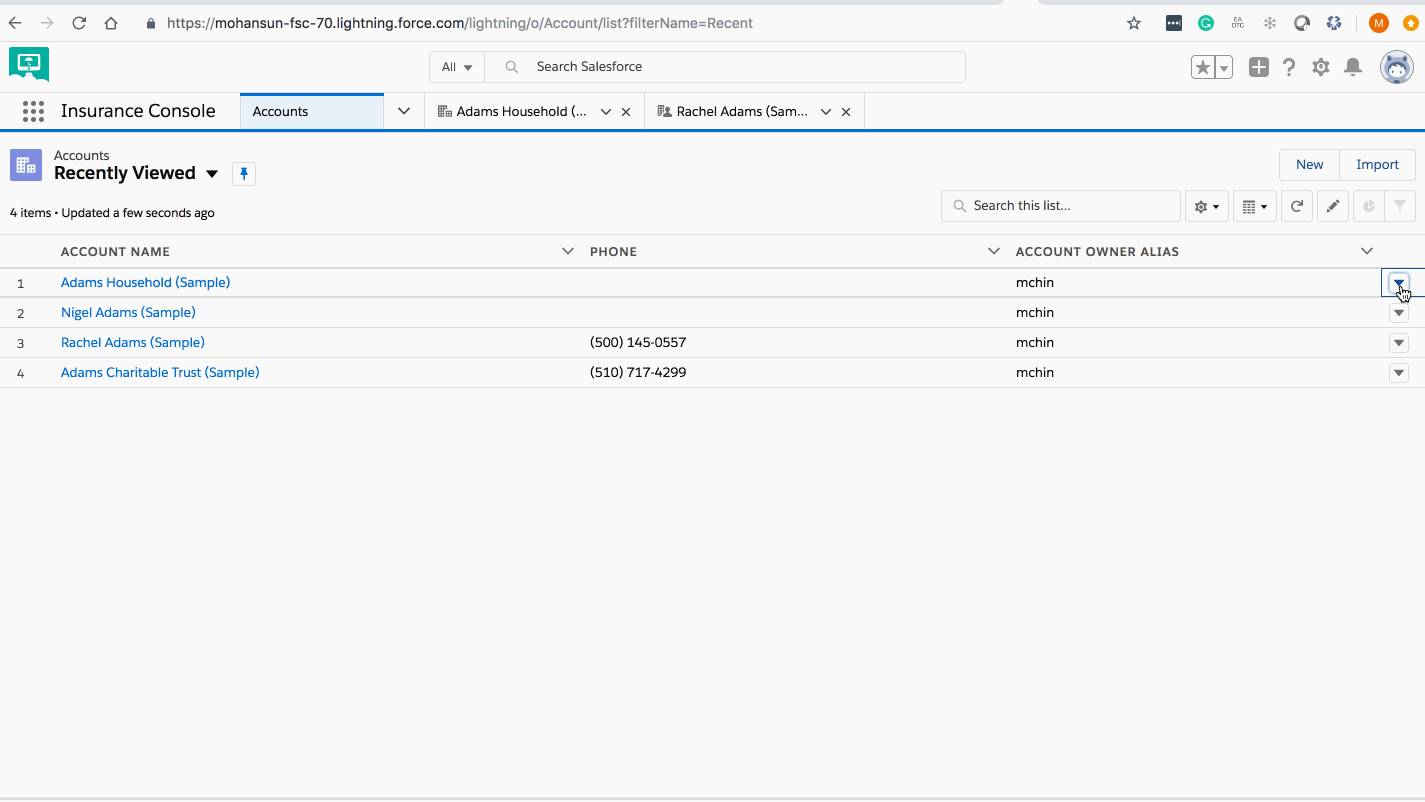 https://mohansun-fsc-70.lightning.force.com/lightning/o/Account/list?filterName=Recent
EA
DTC
M
All
Search Salesforce
Insurance Console
Accounts
Adams Household (...
Rachel Adams (Sam...
Accounts
Recently Viewed
New
Import
4 items • Updated a few seconds ago
Search this list...
ACCOUNT NAME PHONE ACCOUNT OWNER ALIAS
1 Adams Household (Sample) mchin
2 Nigel Adams (Sample) mchin
3 Rachel Adams (Sample) (500) 145-0557 mchin
4 Adams Charitable Trust (Sample) (510) 717-4299 mchin